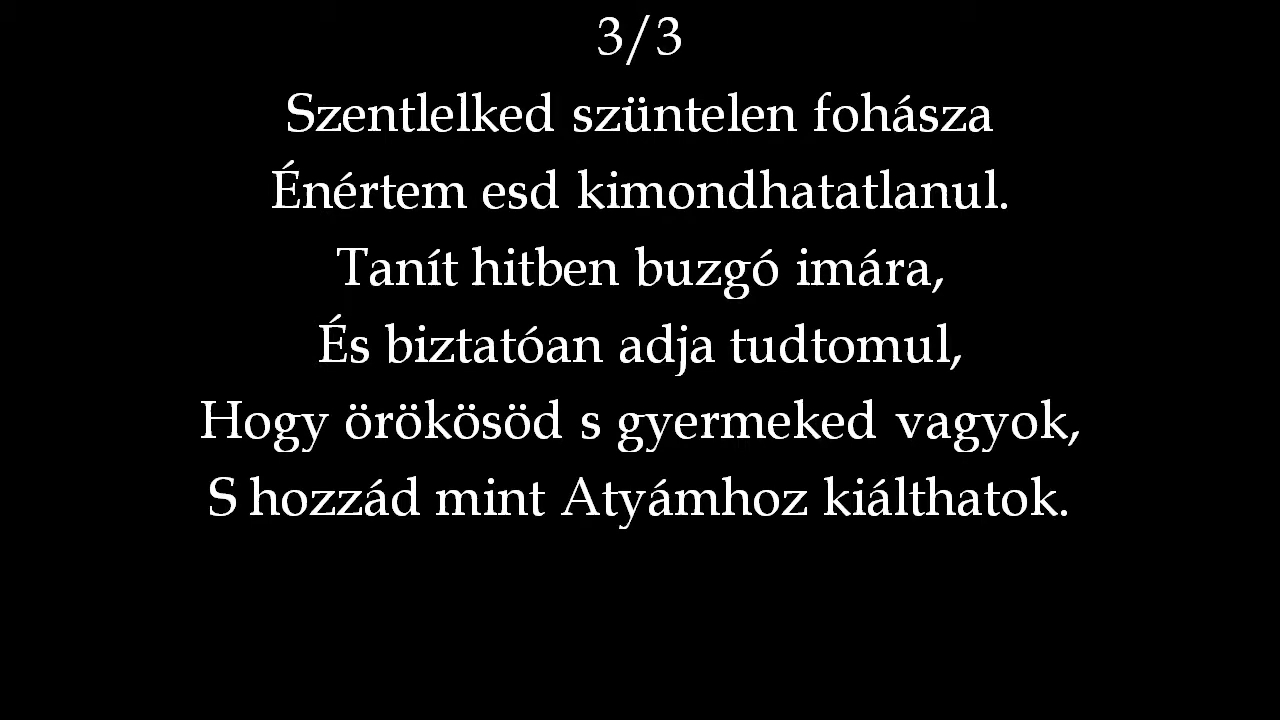 3/3
Szentlelked szüntelen fohásza
Énértem esd kimondhatatlanul.
Tanít hitben buzgó imára,
És biztatóan adja tudtomul,
Hogy örökösöd s gyermeked vagyok,
S hozzád mint Atyámhoz kiálthatok.